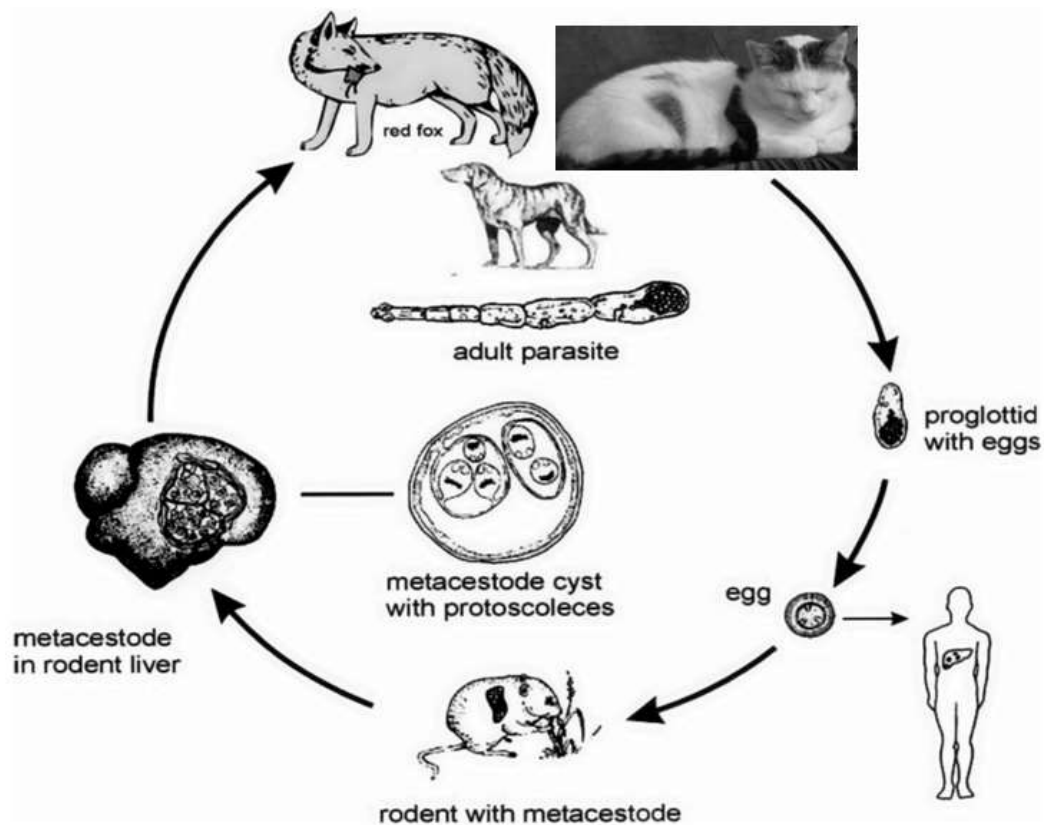 red fox
adult parasite
proglottid
with eggs
metacestode cyst
with protoscoleces
egg
metacestode
in rodent liver
rodent with metacestode